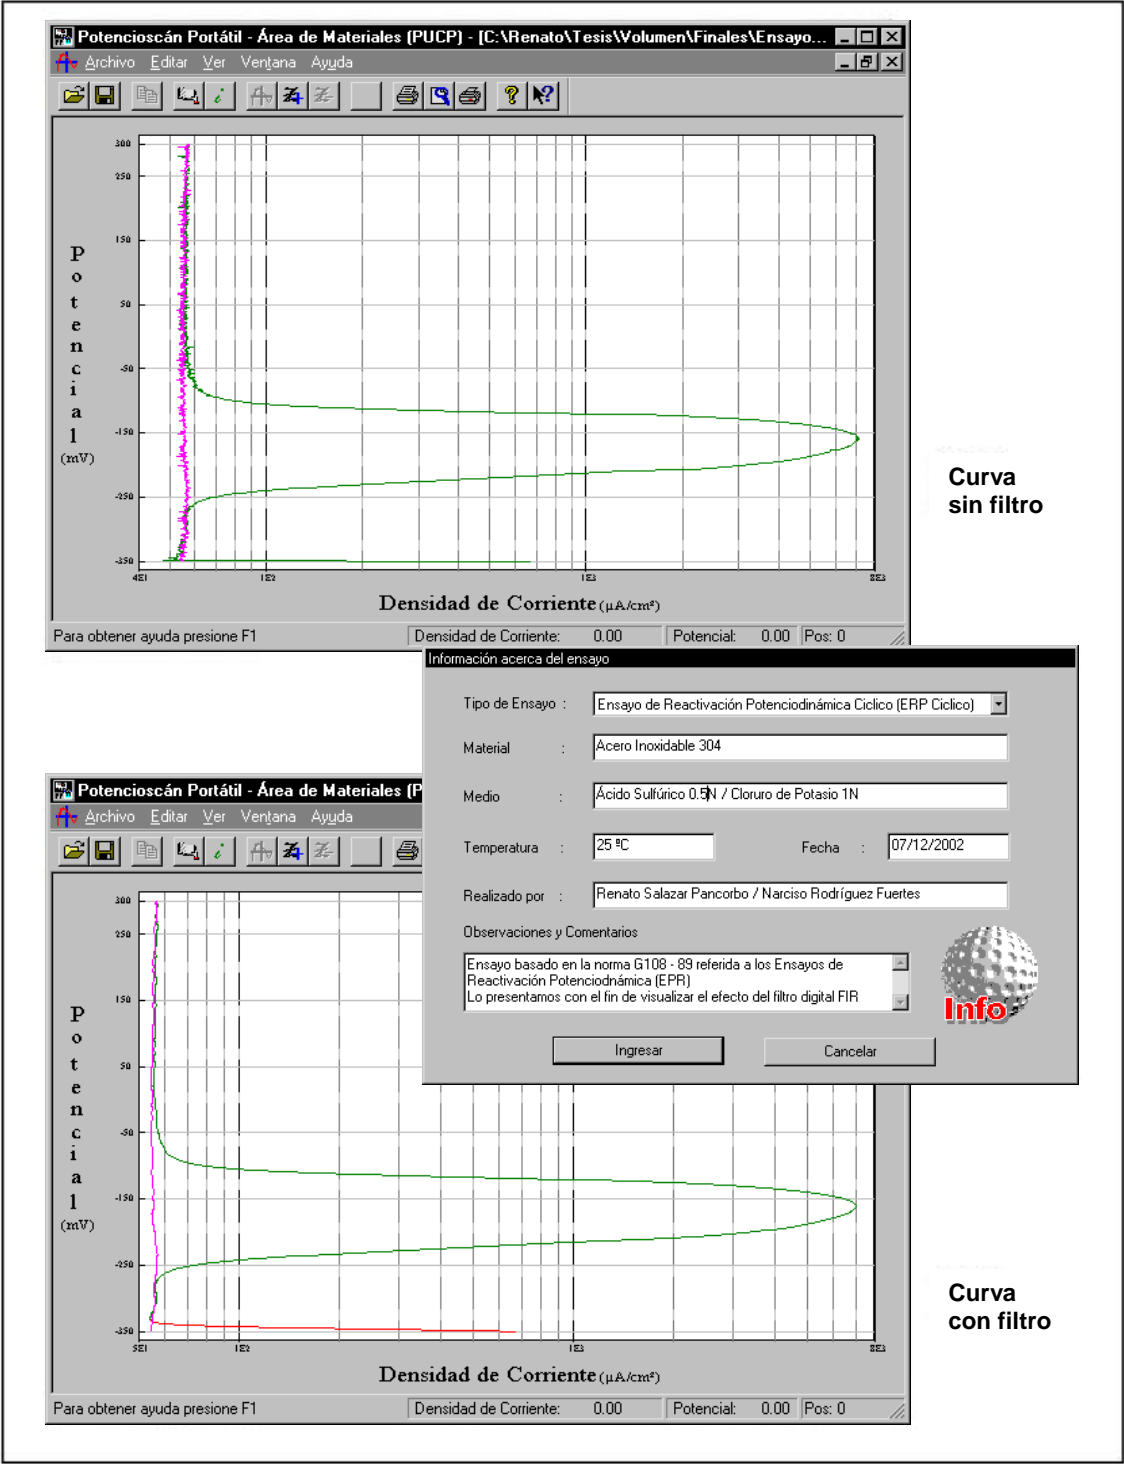 Potencioscán Portátil - Área de Materiales (PUCP) - [C:\Renato\Tesis\Volumen\Finales\Ensayo...
Archivo Editar Ver Ventana Ayuda
300
250
150
50
-50
-150
-250
-350
Potencial
(mV)
4E1 1E2 1E3 8E3
Densidad de Corriente (µA/cm²)
Para obtener ayuda presione F1 Densidad de Corriente: 0.00 Potencial: 0.00 Pos: 0
Curva
sin filtro
Información acerca del ensayo
Tipo de Ensayo : Ensayo de Reactivación Potenciodinámica Ciclico (ERP Ciclico)
Material : Acero Inoxidable 304
Medio : Ácido Sulfúrico 0.5N / Cloruro de Potasio 1N
Temperatura : 25 ºC Fecha : 07/12/2002
Realizado por : Renato Salazar Pancorbo / Narciso Rodríguez Fuertes
Observaciones y Comentarios
Ensayo basado en la norma G108 - 89 referida a los Ensayos de
Reactivación Potenciodnámica (EPR)
Lo presentamos con el fin de visualizar el efecto del filtro digital FIR
Info
Ingresar Cancelar
Potencioscán Portátil - Área de Materiales (P
Archivo Editar Ver Ventana Ayuda
300
250
150
50
-50
-150
-250
-350
Potencial
(mV)
5E1 1E2 1E3 8E3
Densidad de Corriente (µA/cm²)
Para obtener ayuda presione F1 Densidad de Corriente: 0.00 Potencial: 0.00 Pos: 0
Curva
con filtro